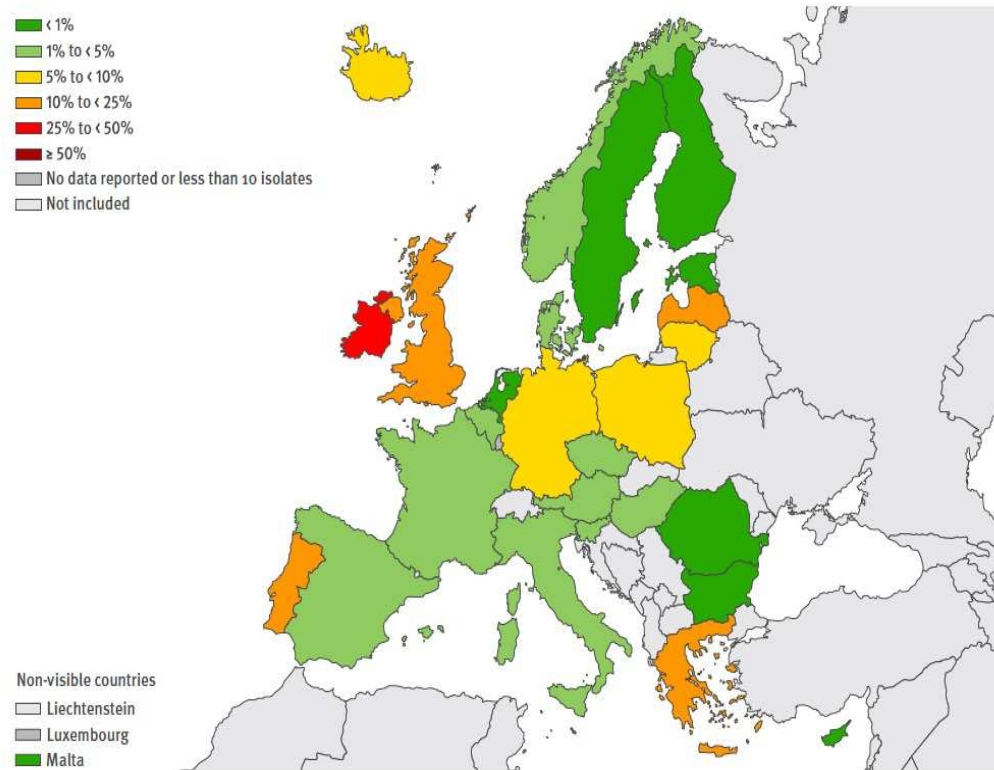 < 1%
1% to < 5%
5% to < 10%
10% to < 25%
25% to < 50%
≥ 50%
No data reported or less than 10 isolates
Not included
Non-visible countries
Liechtenstein
Luxembourg
Malta